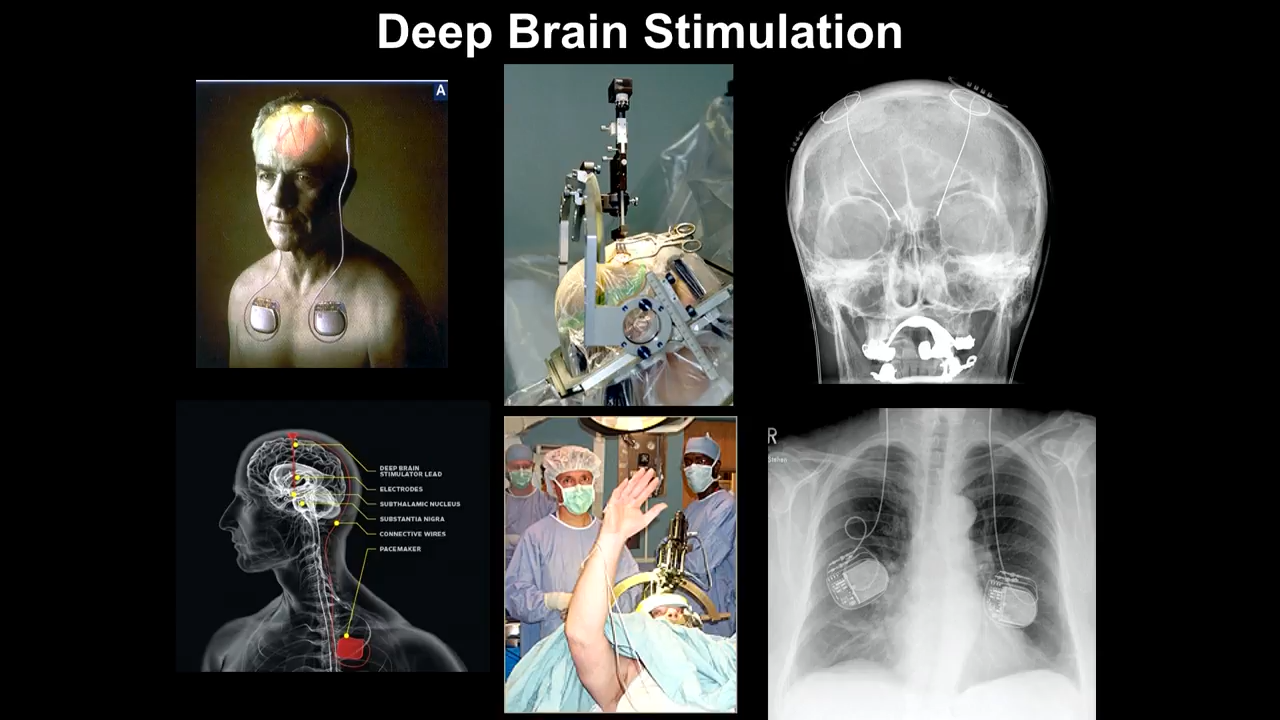 Deep Brain Stimulation
A
DEEP BRAIN
STIMULATOR LEAD
ELECTRODES
SUBTHALAMIC NUCLEUS
SUBSTANTIA NIGRA
CONNECTIVE WIRES
PACEMAKER
R